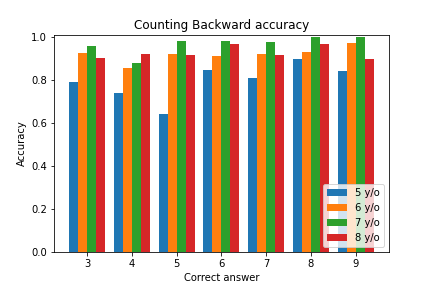 Counting Backward accuracy
1.0
0.8
0.6
0.4
0.2
0.0
Accuracy
3 4 5 6 7 8 9
Correct answer
5 y/o
6 y/o
7 y/o
8 y/o